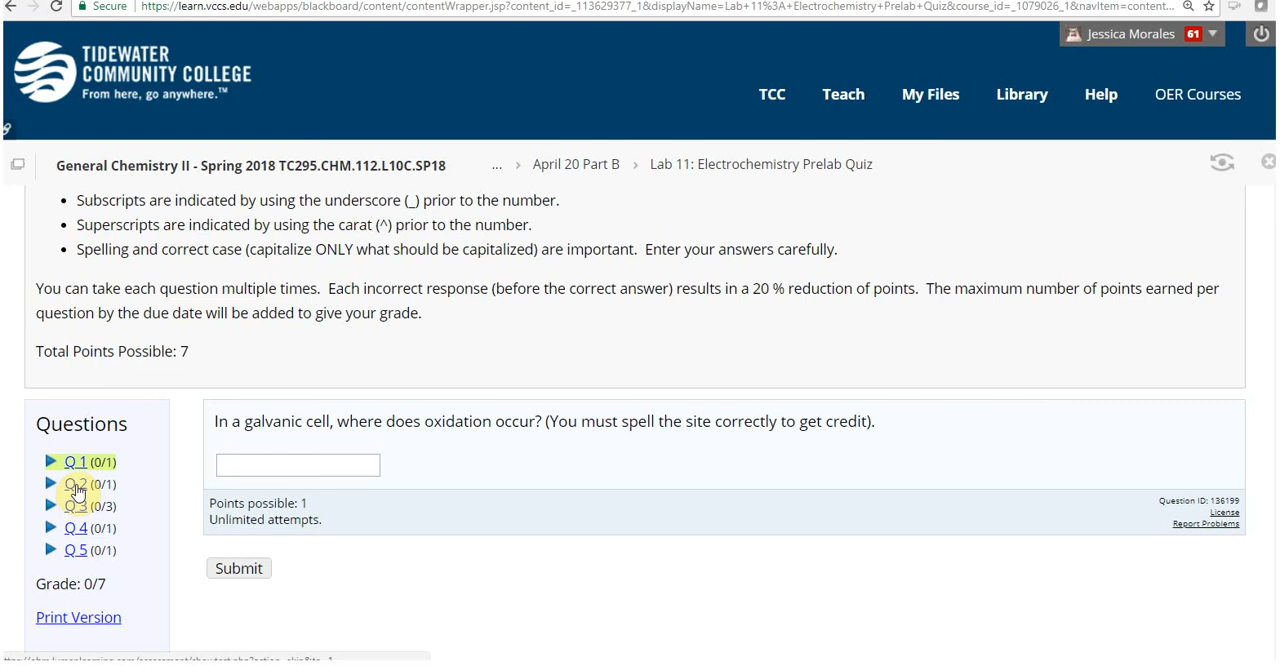 Secure https://learn.vccs.edu/webapps/blackboard/content/contentWrapper.jsp?content_id=_113629377_1&displayName=Lab+11%3A+Electrochemistry+Prelab+Quiz&course_id=_1079026_1&navItem=content...
Jessica Morales 61
TIDEWATER
COMMUNITY COLLEGE
From here, go anywhere.™
TCC Teach My Files Library Help OER Courses
General Chemistry II - Spring 2018 TC295.CHM.112.L10C.SP18 ... > April 20 Part B > Lab 11: Electrochemistry Prelab Quiz
• Subscripts are indicated by using the underscore (_) prior to the number.
• Superscripts are indicated by using the carat (^) prior to the number.
• Spelling and correct case (capitalize ONLY what should be capitalized) are important. Enter your answers carefully.
You can take each question multiple times. Each incorrect response (before the correct answer) results in a 20 % reduction of points. The maximum number of points earned per
question by the due date will be added to give your grade.
Total Points Possible: 7
Questions
Q 1 (0/1)
Q 2 (0/1)
Q 3 (0/3)
Q 4 (0/1)
Q 5 (0/1)
Grade: 0/7
Print Version
In a galvanic cell, where does oxidation occur? (You must spell the site correctly to get credit).
Points possible: 1
Unlimited attempts.
Question ID: 136199
License
Report Problems
Submit